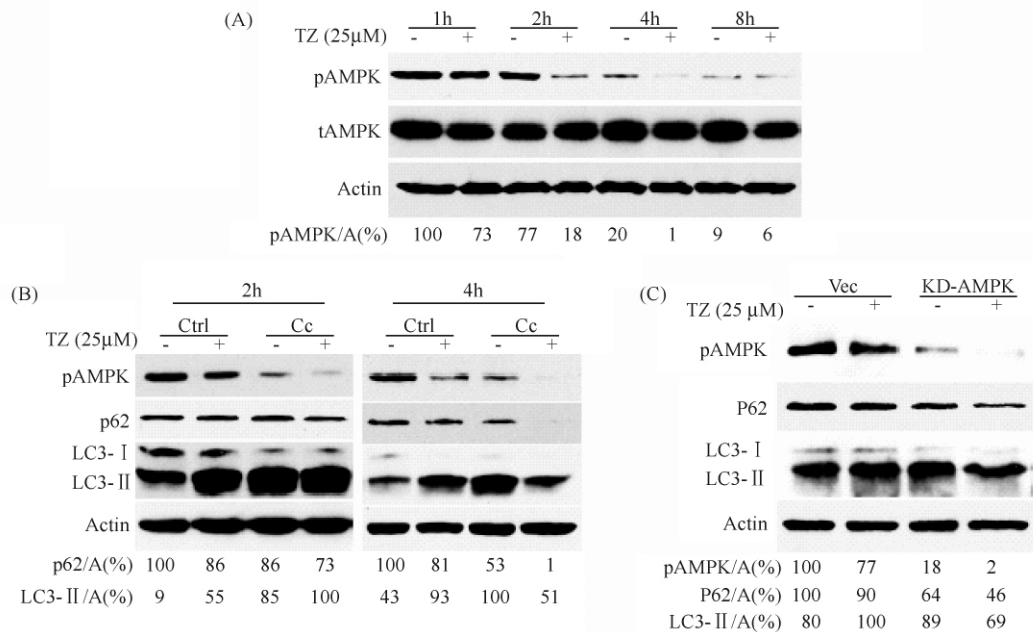 (A)
1h 2h 4h 8h
TZ (25μM) - + - + - + - +
pAMPK
tAMPK
Actin
pAMPK/A(%) 100 73 77 18 20 1 9 6
(B)
2h 4h
Ctrl Cc Ctrl Cc
TZ (25μM) - + - + - + - +
pAMPK
p62
LC3-Ⅰ
LC3-Ⅱ
Actin
p62/A(%) 100 86 86 73 100 81 53 1
LC3-Ⅱ/A(%) 9 55 85 100 43 93 100 51
(C)
Vec KD-AMPK
TZ (25 μM) - + - +
pAMPK
P62
LC3-Ⅰ
LC3-Ⅱ
Actin
pAMPK/A(%) 100 77 18 2
P62/A(%) 100 90 64 46
LC3-Ⅱ/A(%) 80 100 89 69